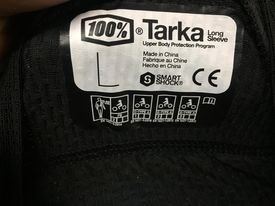 100%® Tarka Long
Sleeve
Upper Body Protection Program
L
Made in China
Fabriqué au Chine
Hecho en China
S SMART
SHOCK® CE